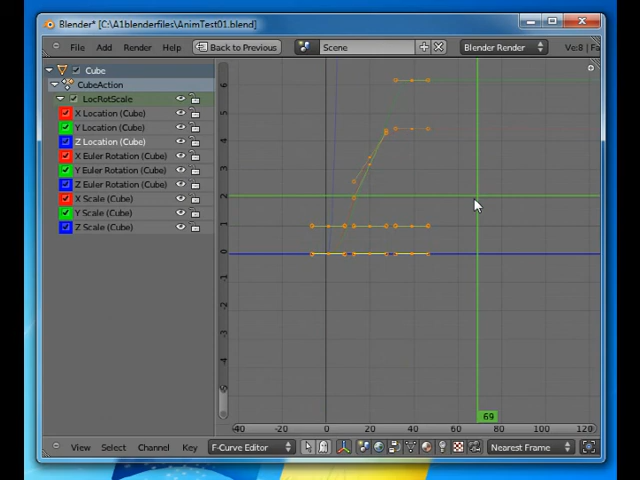 Blender* [C:\A1blenderfiles\AnimTest01.blend]
File Add Render Help Back to Previous Scene Blender Render Ve:8 | Fa
Cube
CubeAction
LocRotScale
X Location (Cube)
Y Location (Cube)
Z Location (Cube)
X Euler Rotation (Cube)
Y Euler Rotation (Cube)
Z Euler Rotation (Cube)
X Scale (Cube)
Y Scale (Cube)
Z Scale (Cube)
6
5
4
3
2
1
0
-1
-2
-3
-4
69
-20 0 20 40 60 80 100 120
View Select Channel Key F-Curve Editor Nearest Frame